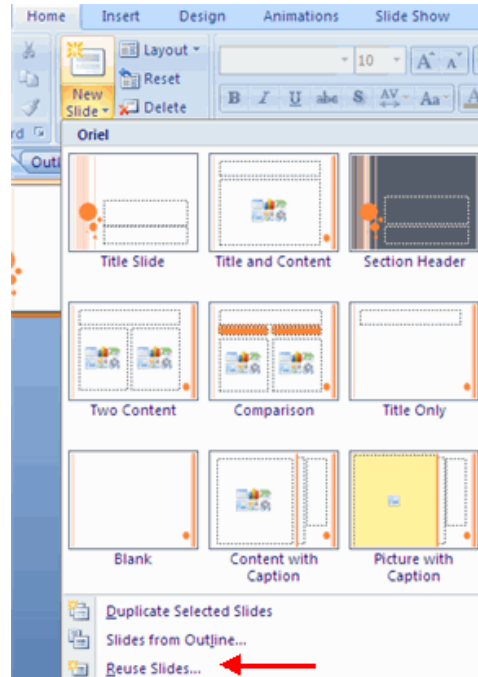 Home Insert Design Animations Slide Show
Layout
Reset
Delete
New
Slide
10 A A
B I U abc S AV Aa A
Oriel
Title Slide Title and Content Section Header
Two Content Comparison Title Only
Blank Content with Caption Picture with Caption
Duplicate Selected Slides
Slides from Outline...
Reuse Slides...